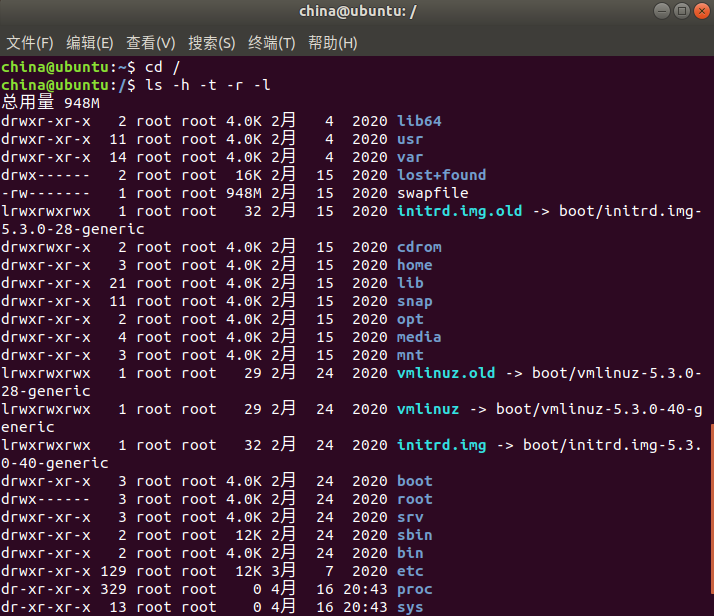 china@ubuntu: /
文件(F) 编辑(E) 查看(V) 搜索(S) 终端(T) 帮助(H)
china@ubuntu:~$ cd /
china@ubuntu:/$ ls -h -t -r -l
总用量 948M
drwxr-xr-x 2 root root 4.0K 2月 4 2020 lib64
drwxr-xr-x 11 root root 4.0K 2月 4 2020 usr
drwxr-xr-x 14 root root 4.0K 2月 4 2020 var
drwx------ 2 root root 16K 2月 15 2020 lost+found
-rw------- 1 root root 948M 2月 15 2020 swapfile
lrwxrwxrwx 1 root root 32 2月 15 2020 initrd.img.old -> boot/initrd.img-
5.3.0-28-generic
drwxrwxr-x 2 root root 4.0K 2月 15 2020 cdrom
drwxr-xr-x 3 root root 4.0K 2月 15 2020 home
drwxr-xr-x 21 root root 4.0K 2月 15 2020 lib
drwxr-xr-x 11 root root 4.0K 2月 15 2020 snap
drwxr-xr-x 2 root root 4.0K 2月 15 2020 opt
drwxr-xr-x 4 root root 4.0K 2月 15 2020 media
drwxr-xr-x 3 root root 4.0K 2月 15 2020 mnt
lrwxrwxrwx 1 root root 29 2月 24 2020 vmlinuz.old -> boot/vmlinuz-5.3.0-
28-generic
lrwxrwxrwx 1 root root 29 2月 24 2020 vmlinuz -> boot/vmlinuz-5.3.0-40-g
eneric
lrwxrwxrwx 1 root root 32 2月 24 2020 initrd.img -> boot/initrd.img-5.3.
0-40-generic
drwxr-xr-x 3 root root 4.0K 2月 24 2020 boot
drwx------ 3 root root 4.0K 2月 24 2020 root
drwxr-xr-x 3 root root 4.0K 2月 24 2020 srv
drwxr-xr-x 2 root root 12K 2月 24 2020 sbin
drwxr-xr-x 2 root root 4.0K 2月 24 2020 bin
drwxr-xr-x 129 root root 12K 3月 7 2020 etc
dr-xr-xr-x 329 root root 0 4月 16 20:43 proc
dr-xr-xr-x 13 root root 0 4月 16 20:43 sys